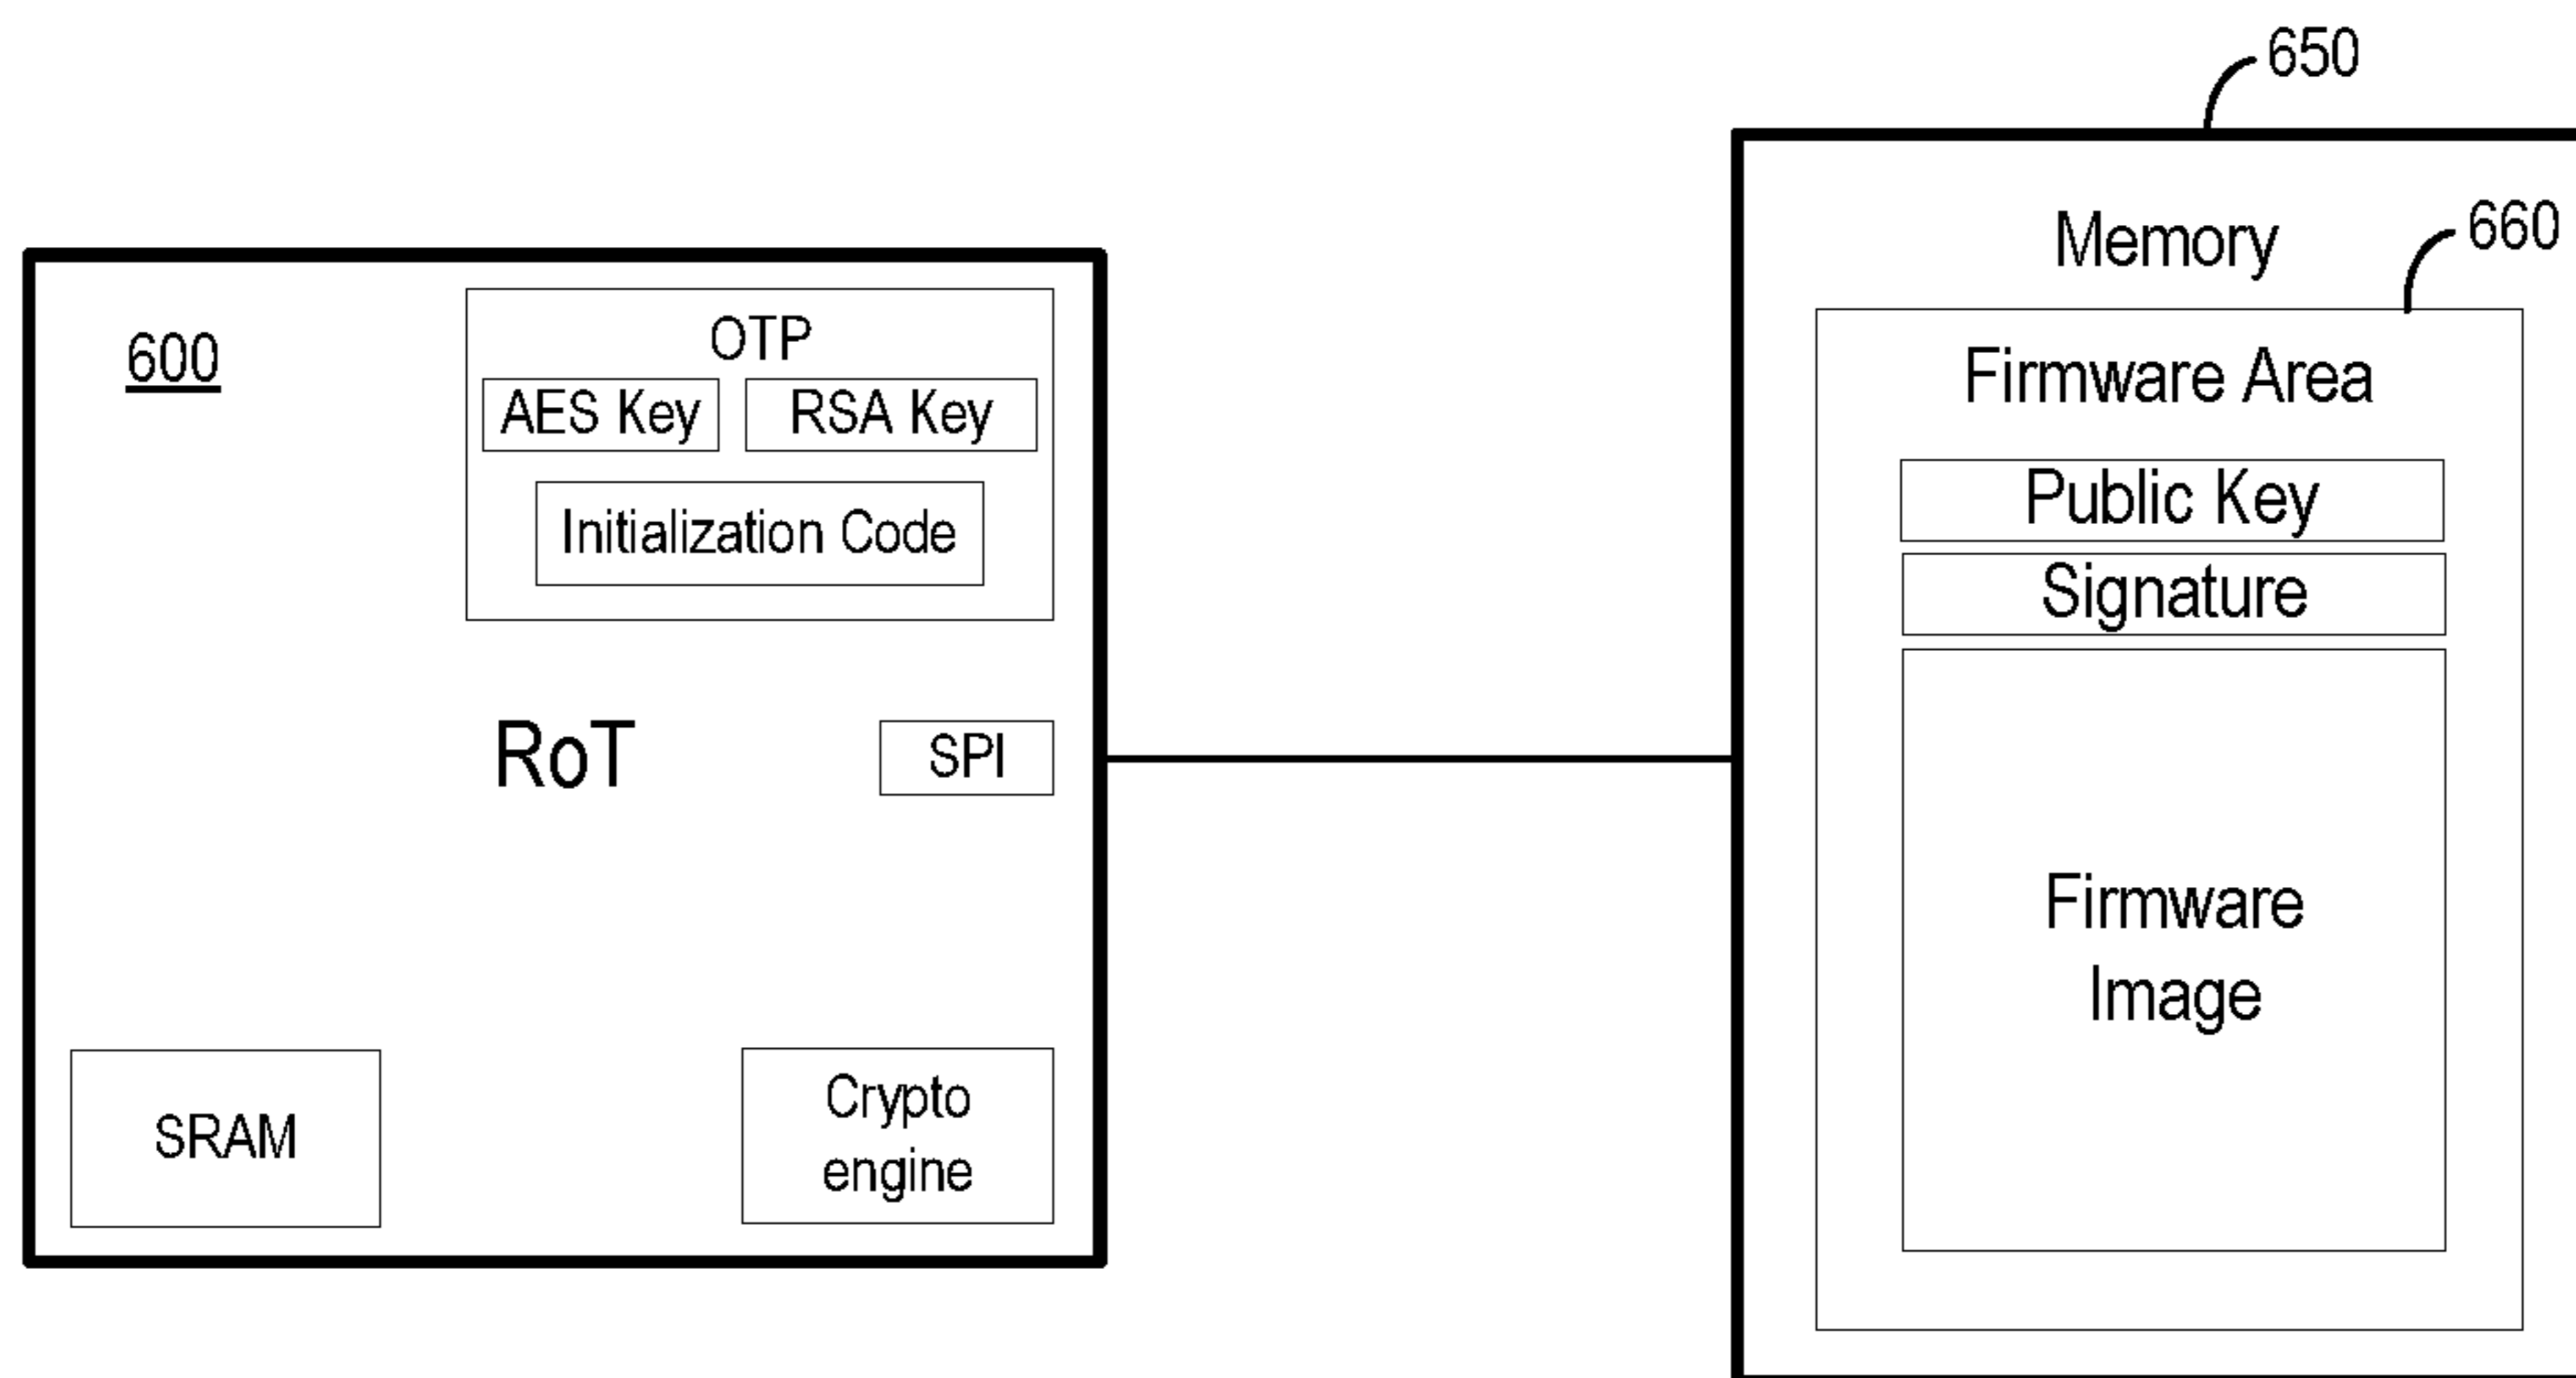 600
OTP
AES Key
RSA Key
Initialization Code
RoT
SPI
SRAM
Crypto
engine
650
Memory
660
Firmware Area
Public Key
Signature
Firmware
Image